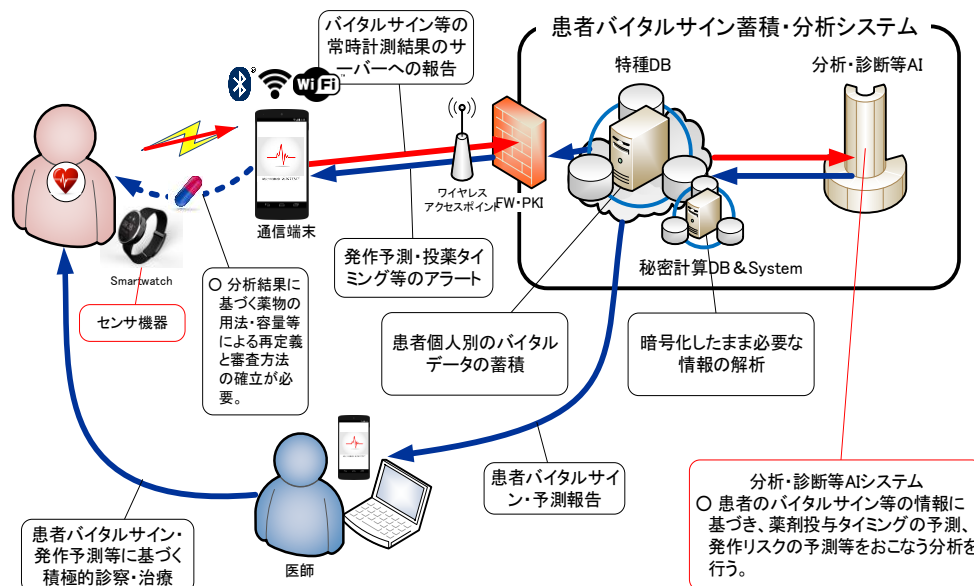 バイタルサイン等の
常時計測結果のサーバーへの報告
患者バイタルサイン蓄積・分析システム
特種DB
分析・診断等AI
Wi Fi
ワイヤレス
アクセスポイント
FW・PKI
通信端末
Smartwatch
センサ機器
発作予測・投薬タイ
ミング等のアラート
秘密計算DB＆System
○ 分析結果に
基づく薬物の
用法・容量等
による再定義
と審査方法
の確立が必
要。
患者個人別のバイタル
データの蓄積
暗号化したまま必要な
情報の解析
患者バイタルサイ
ン・予測報告
分析・診断等AIシステム
○ 患者のバイタルサイン等の情報に
基づき、薬剤投与タイミングの予測、
発作リスクの予測等をおこなう分析を
行う。
患者バイタルサイン・
発作予測等に基づく
積極的診察・治療
医師